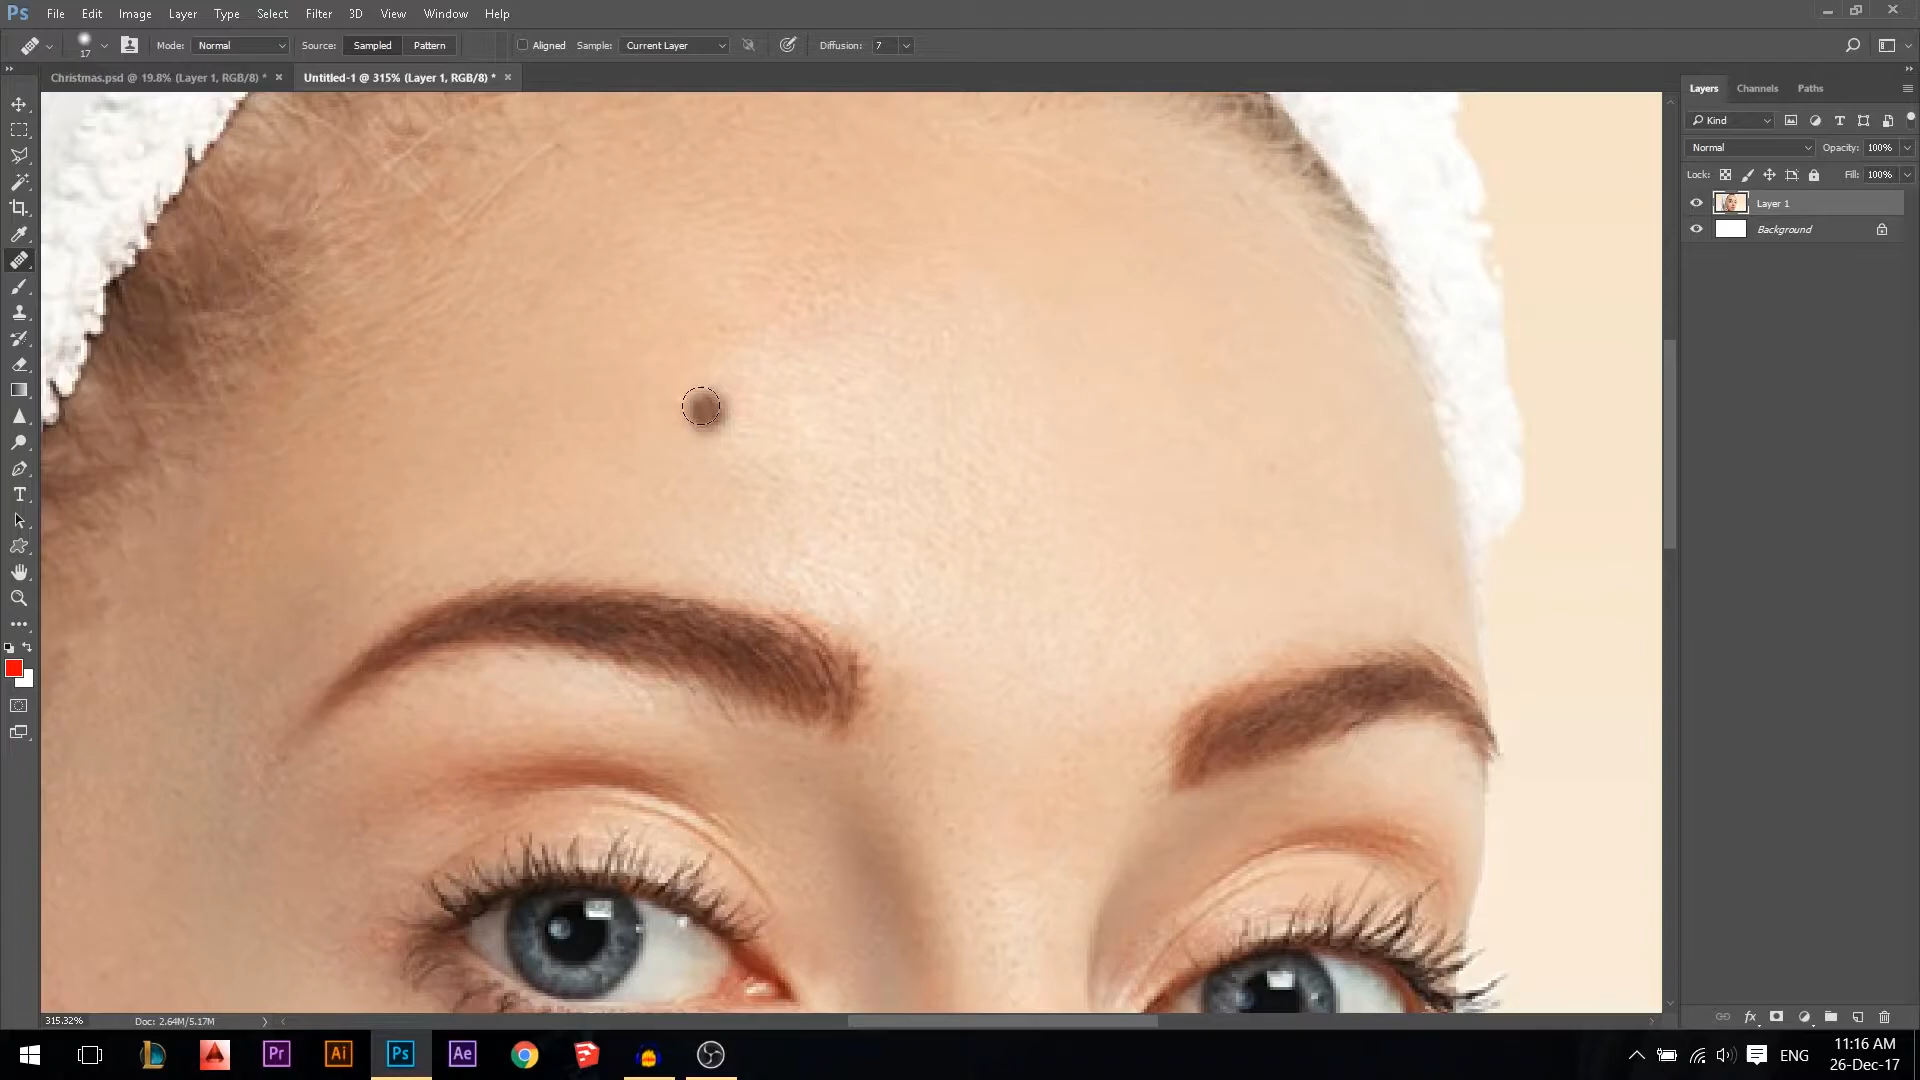 Ps File Edit Image Layer Type Select Filter 3D View Window Help
17 Mode: Normal Source: Sampled Pattern Aligned Sample: Current Layer Diffusion: 7
Christmas.psd @ 19.8% (Layer 1, RGB/8) * × Untitled-1 @ 315% (Layer 1, RGB/8) * ×
Layers Channels Paths
Kind
Normal Opacity: 100%
Lock: Fill: 100%
Layer 1
Background
315.32% Doc: 2.64M/5.17M
Pr Ai Ps Ae ENG
11:16 AM
26-Dec-17